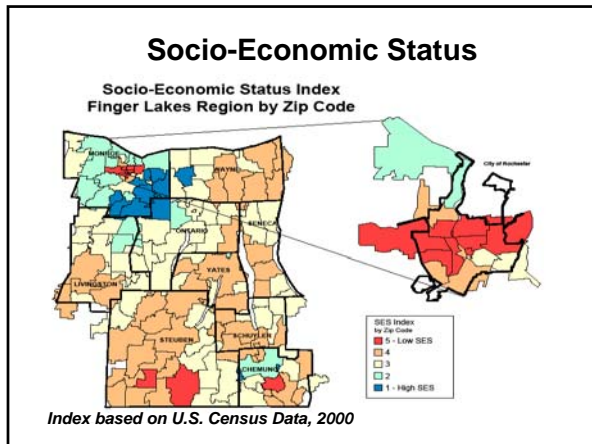 Socio-Economic Status
Socio-Economic Status Index
Finger Lakes Region by Zip Code
MONROE
WAYNE
City of Rochester
ONTARIO
SENECA
LIVINGSTON
YATES
STEUBEN
SCHUYLER
CHEMUNG
SES Index
by Zip Code
5 - Low SES
4
3
2
1 - High SES
Index based on U.S. Census Data, 2000